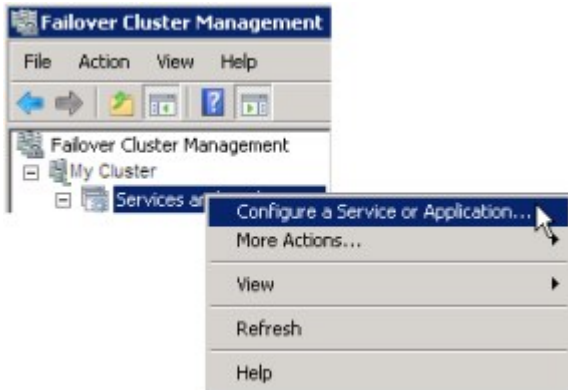 Failover Cluster Management
File Action View Help
Failover Cluster Management
My Cluster
Services
Configure a Service or Application...
More Actions...
View
Refresh
Help